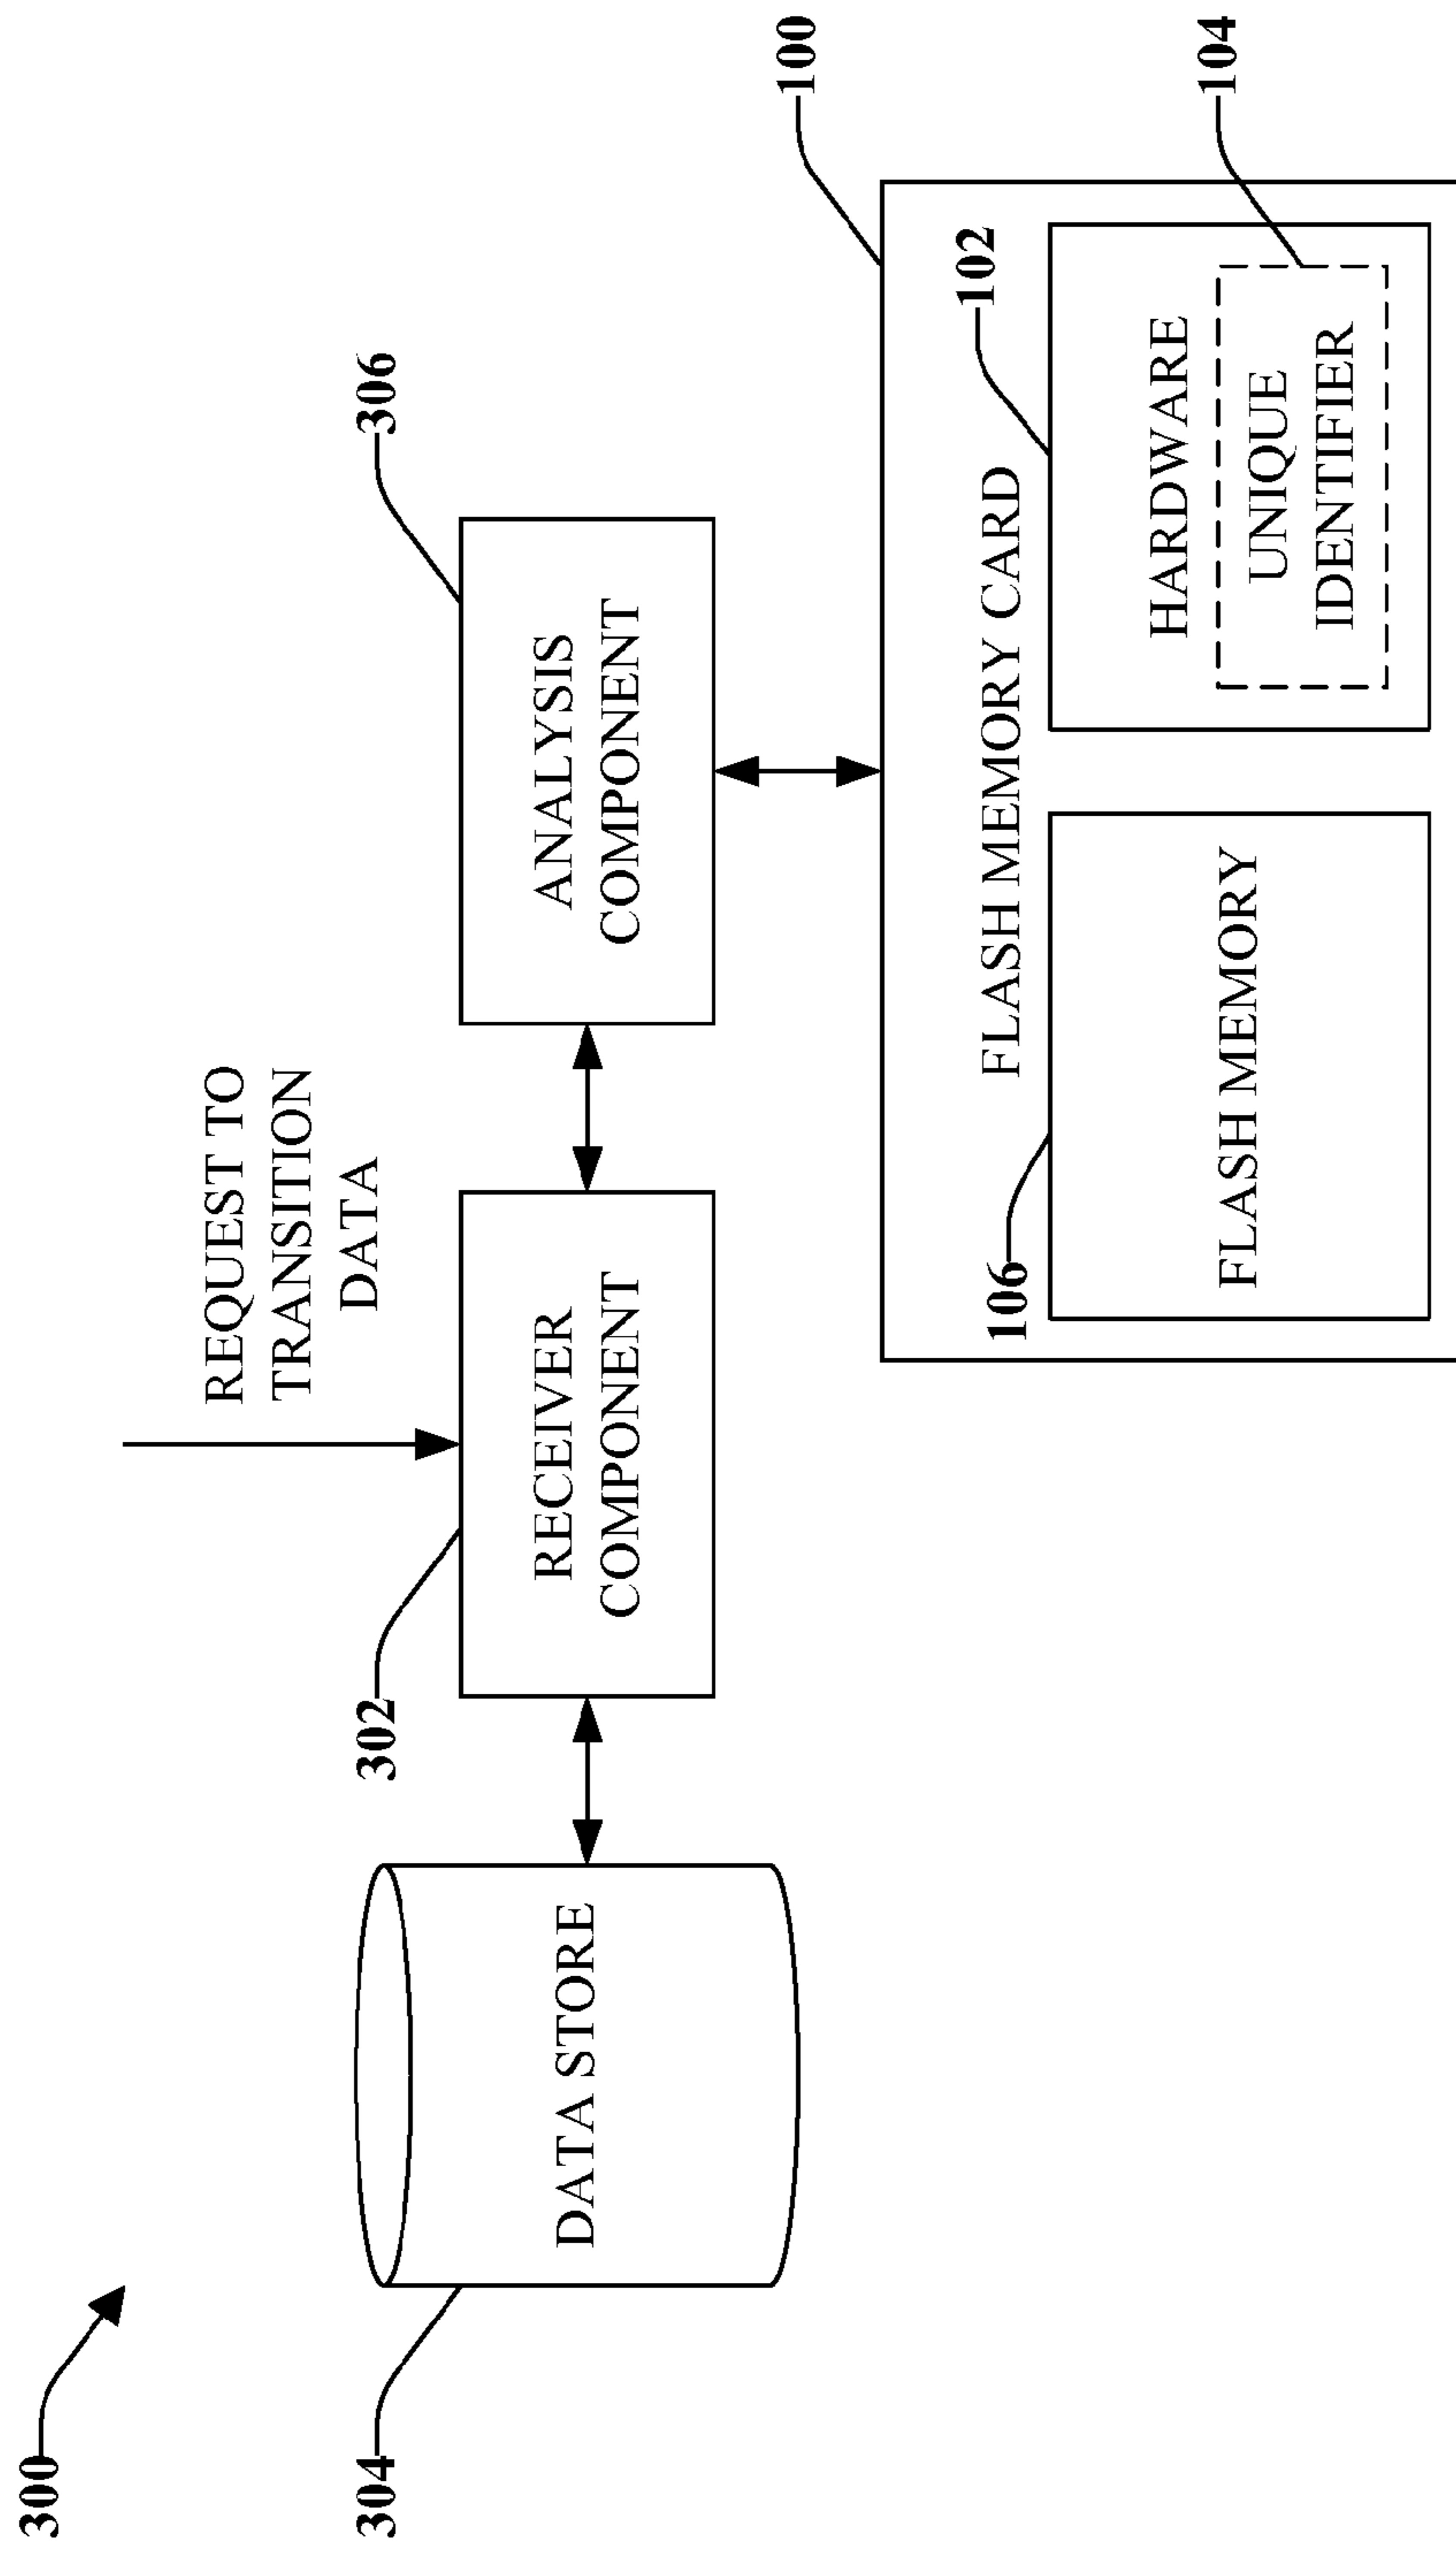 300
REQUEST TO
TRANSITION
DATA
304
302
306
DATA STORE
RECEIVER
COMPONENT
ANALYSIS
COMPONENT
100
FLASH MEMORY CARD
106
102
FLASH MEMORY
HARDWARE
104
UNIQUE
IDENTIFIER